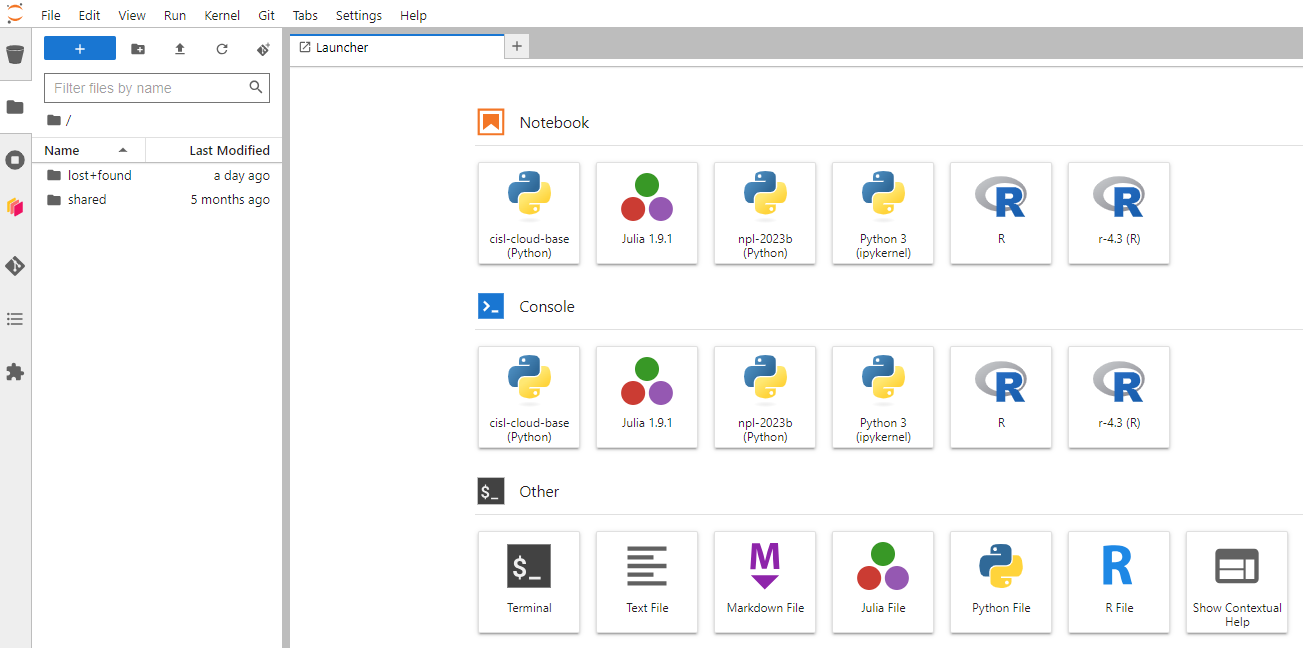 File Edit View Run Kernel Git Tabs Settings Help
+
Filter files by name
/
Name Last Modified
lost+found a day ago
shared 5 months ago
Launcher +
Notebook
cisl-cloud-base
(Python)
Julia 1.9.1
npl-2023b
(Python)
Python 3
(ipykernel)
R
r-4.3 (R)
>_ Console
cisl-cloud-base
(Python)
Julia 1.9.1
npl-2023b
(Python)
Python 3
(ipykernel)
R
r-4.3 (R)
$_ Other
$_
Terminal
Text File
M
Markdown File
Julia File
Python File
R
R File
Show Contextual
Help